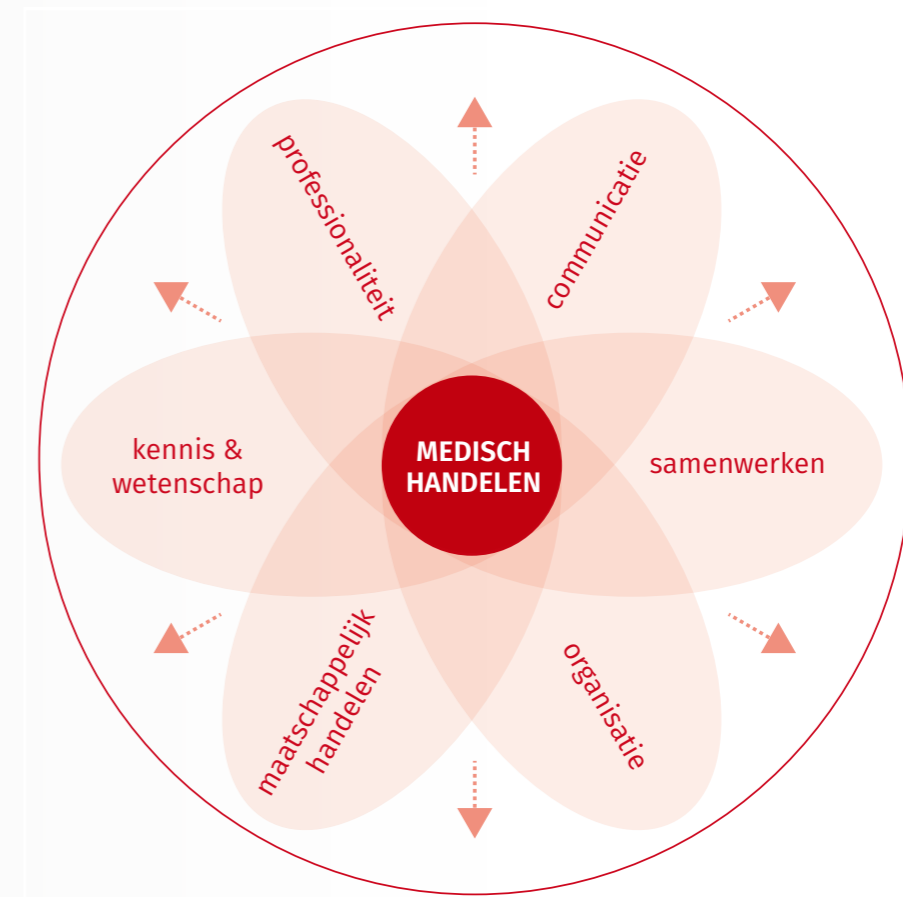 professionaliteit
communicatie
kennis &
wetenschap
MEDISCH
HANDELEN
samenwerken
maatschappelijk
handelen
organisatie